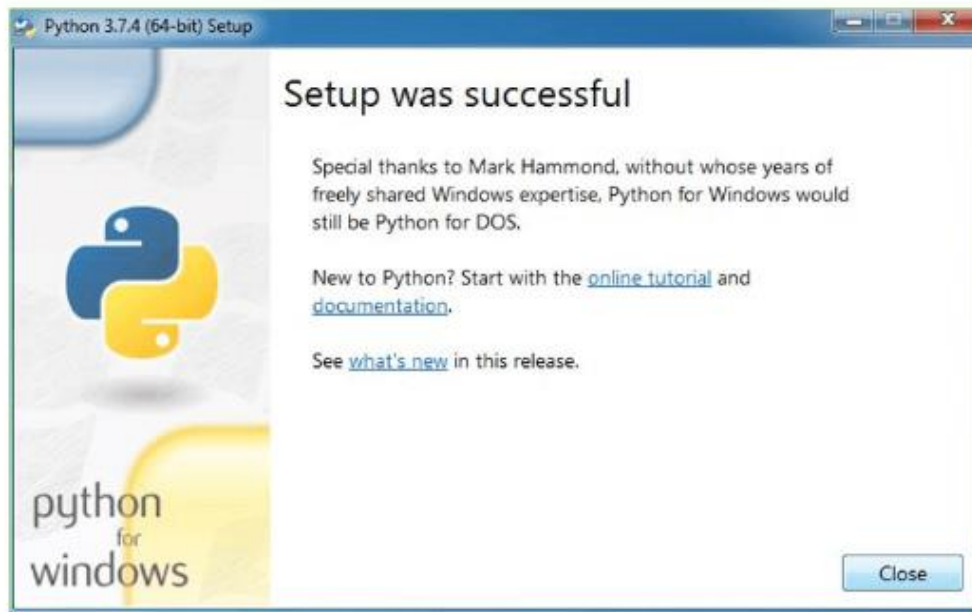 Python 3.7.4 (64-bit) Setup
Setup was successful
Special thanks to Mark Hammond, without whose years of
freely shared Windows expertise, Python for Windows would
still be Python for DOS.
New to Python? Start with the online tutorial and
documentation.
See what's new in this release.
python
for
windows
Close